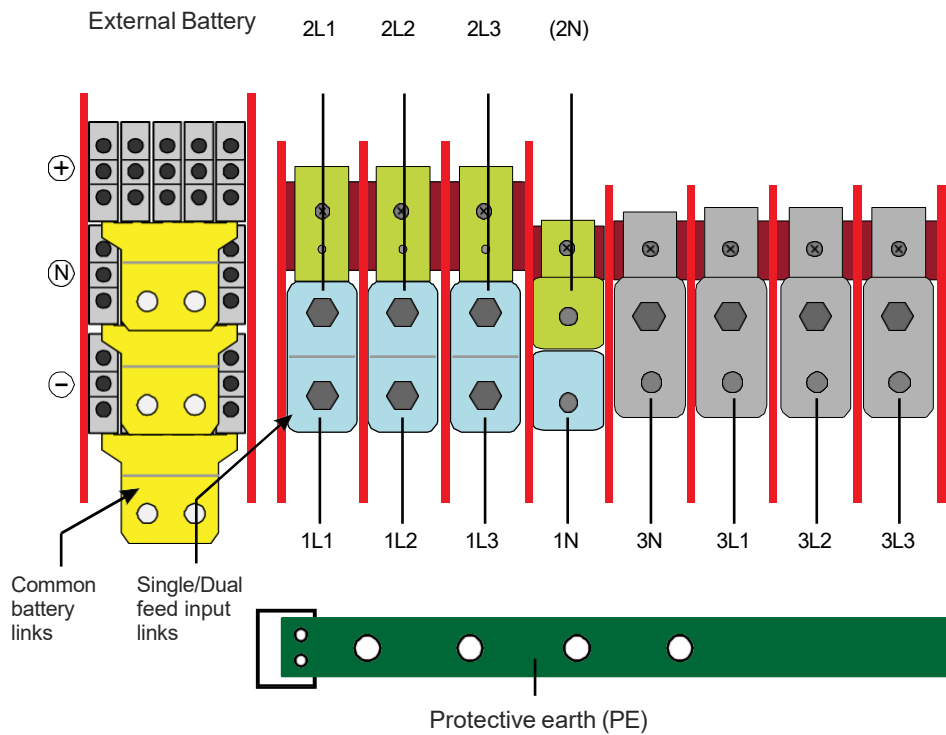 External Battery
2L1
2L2
2L3
(2N)
+
N
−
1L1
1L2
1L3
1N
3N
3L1
3L2
3L3
Common
battery
links
Single/Dual
feed input
links
Protective earth (PE)